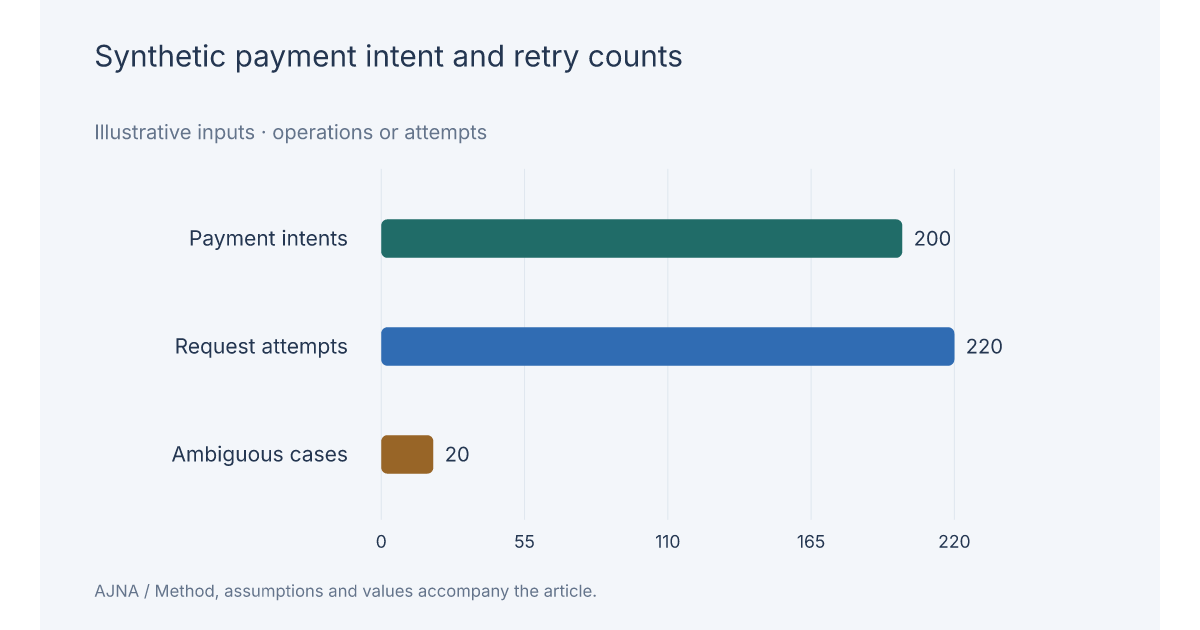 Synthetic payment intent and retry counts
Illustrative inputs · operations or attempts
Payment intents 200
Request attempts 220
Ambiguous cases 20
0 55 110 165 220
AJNA / Method, assumptions and values accompany the article.